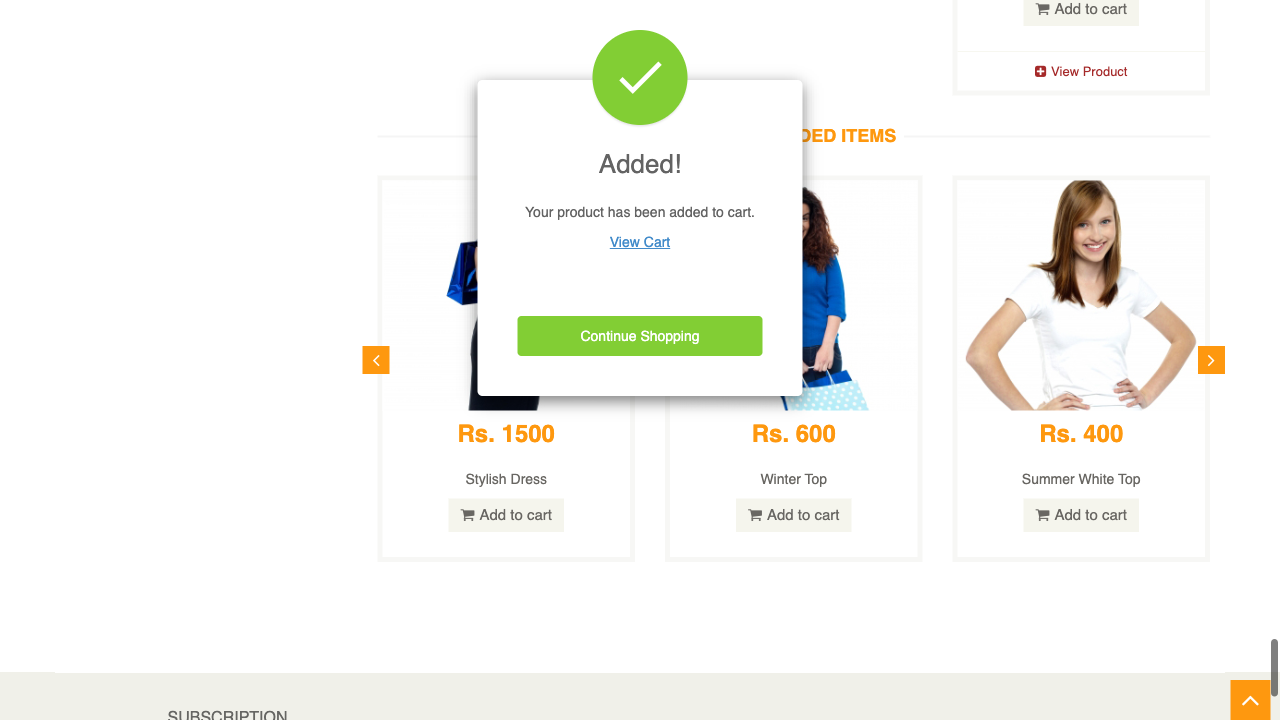 Add to cart
View Product
DED ITEMS
Added!
Your product has been added to cart.
View Cart
Continue Shopping
Rs. 1500
Rs. 600
Rs. 400
Stylish Dress
Winter Top
Summer White Top
Add to cart
Add to cart
Add to cart
SUBSCRIPTION